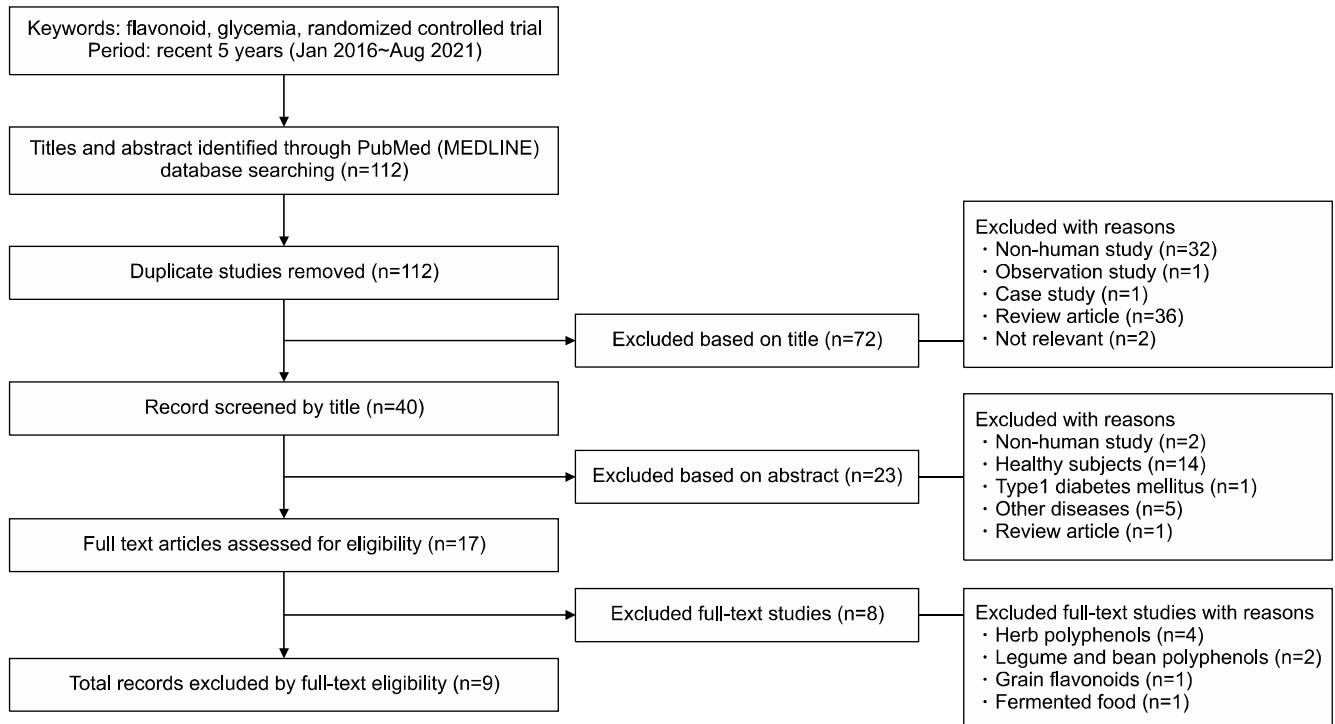 Keywords: flavonoid, glycemia, randomized controlled trial
Period: recent 5 years (Jan 2016~Aug 2021)
Titles and abstract identified through PubMed (MEDLINE)
database searching (n=112)
Duplicate studies removed (n=112)
Excluded based on title (n=72)
Excluded with reasons
· Non-human study (n=32)
· Observation study (n=1)
· Case study (n=1)
· Review article (n=36)
· Not relevant (n=2)
Record screened by title (n=40)
Excluded based on abstract (n=23)
Excluded with reasons
· Non-human study (n=2)
· Healthy subjects (n=14)
· Type1 diabetes mellitus (n=1)
· Other diseases (n=5)
· Review article (n=1)
Full text articles assessed for eligibility (n=17)
Excluded full-text studies (n=8)
Excluded full-text studies with reasons
· Herb polyphenols (n=4)
· Legume and bean polyphenols (n=2)
· Grain flavonoids (n=1)
· Fermented food (n=1)
Total records excluded by full-text eligibility (n=9)